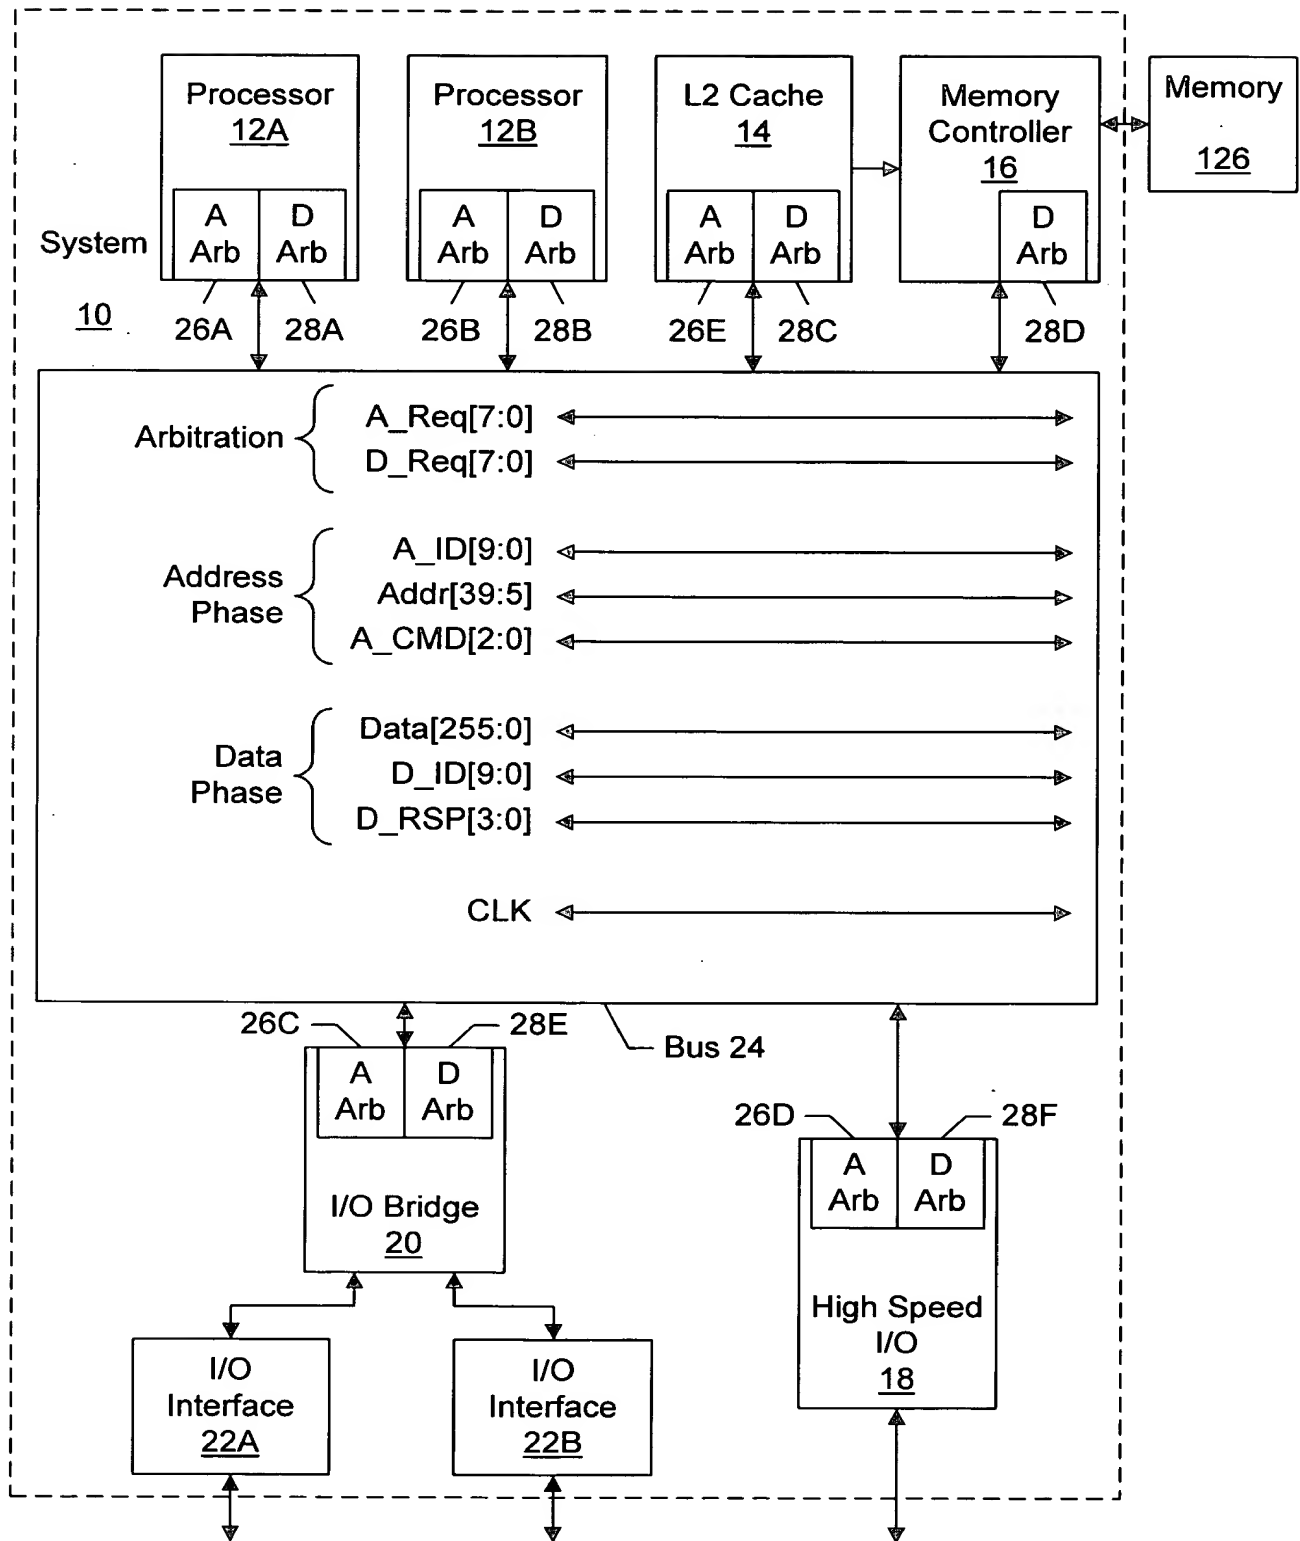 Processor
12A
A
Arb
D
Arb
Processor
12B
A
Arb
D
Arb
L2 Cache
14
A
Arb
D
Arb
Memory
Controller
16
D
Arb
Memory
126
System
10
26A
28A
26B
28B
26E
28C
28D
Arbitration
A_Req[7:0]
D_Req[7:0]
Address
Phase
A_ID[9:0]
Addr[39:5]
A_CMD[2:0]
Data
Phase
Data[255:0]
D_ID[9:0]
D_RSP[3:0]
CLK
26C
28E
Bus 24
A
Arb
D
Arb
I/O Bridge
20
26D
28F
A
Arb
D
Arb
High Speed
I/O
18
I/O
Interface
22A
I/O
Interface
22B